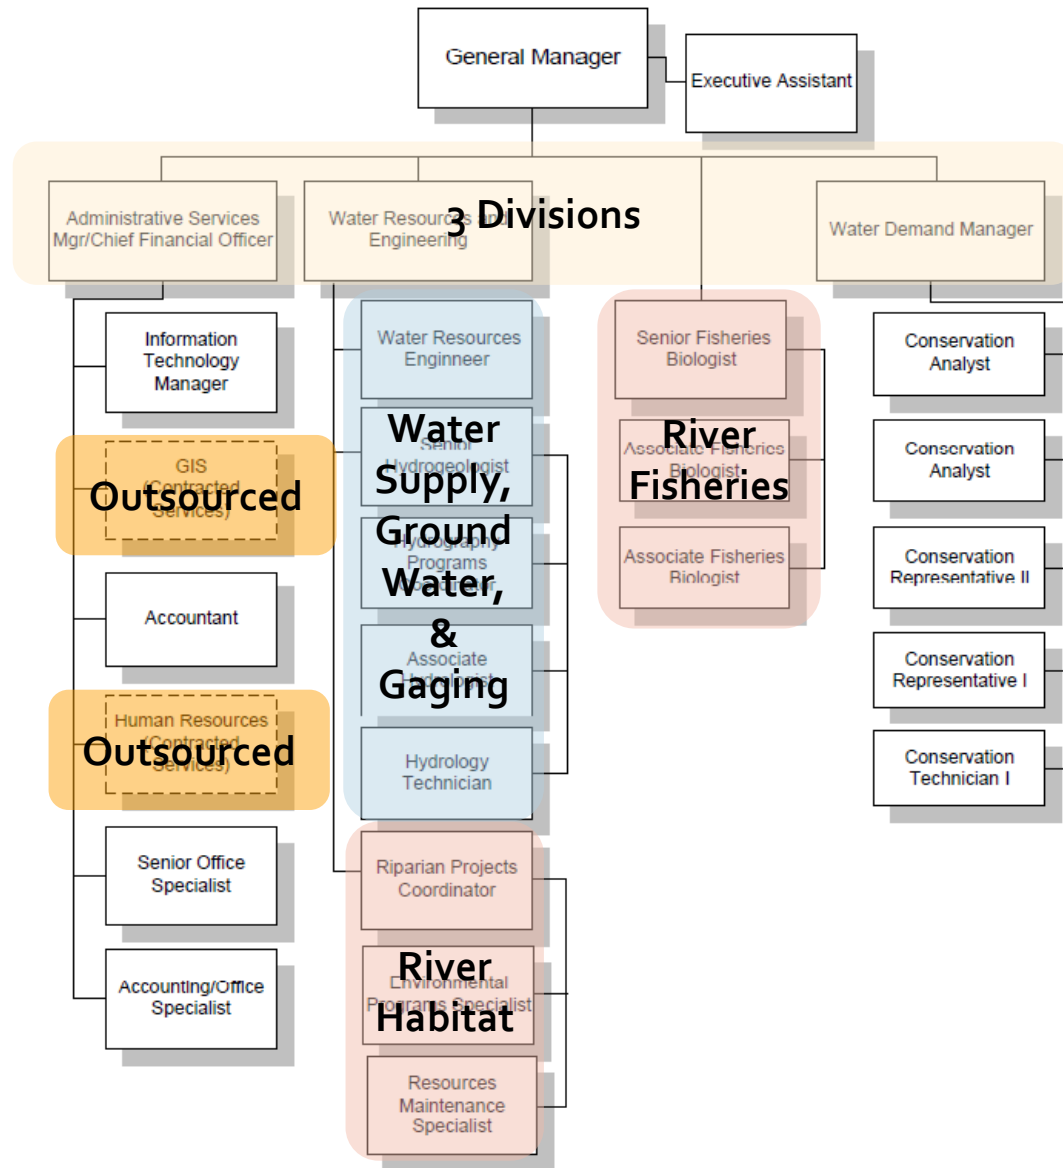 General Manager
Executive Assistant
3 Divisions
Administrative Services
Mgr/Chief Financial Officer
Water Resources and
Engineering
Water Demand Manager
Information
Technology
Manager
GIS
(Contracted
Services)
Outsourced
Accountant
Human Resources
(Contracted
Services)
Outsourced
Senior Office
Specialist
Accounting/Office
Specialist
Water Resources
Enginneer
Senior
Hydrogeologist
Hydrography
Programs
Coordinator
Associate
Hydrologist
Hydrology
Technician
Water
Supply,
Ground
Water,
&
Gaging
Riparian Projects
Coordinator
Environmental
Programs Specialist
Resources
Maintenance
Specialist
River
Habitat
Senior Fisheries
Biologist
Associate Fisheries
Biologist
Associate Fisheries
Biologist
River
Fisheries
Conservation
Analyst
Conservation
Analyst
Conservation
Representative II
Conservation
Representative I
Conservation
Technician I